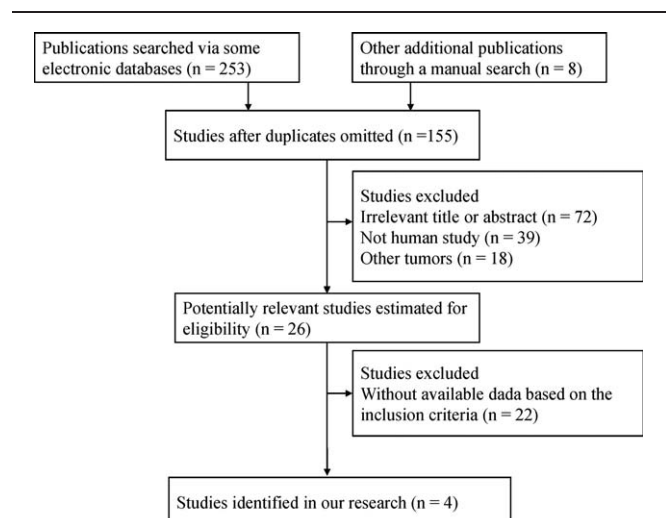 Publications searched via some
electronic databases (n = 253)
Other additional publications
through a manual search (n = 8)
Studies after duplicates omitted (n =155)
Studies excluded
Irrelevant title or abstract (n = 72)
Not human study (n = 39)
Other tumors (n = 18)
Potentially relevant studies estimated for
eligibility (n = 26)
Studies excluded
Without available dada based on the
inclusion criteria (n = 22)
Studies identified in our research (n = 4)